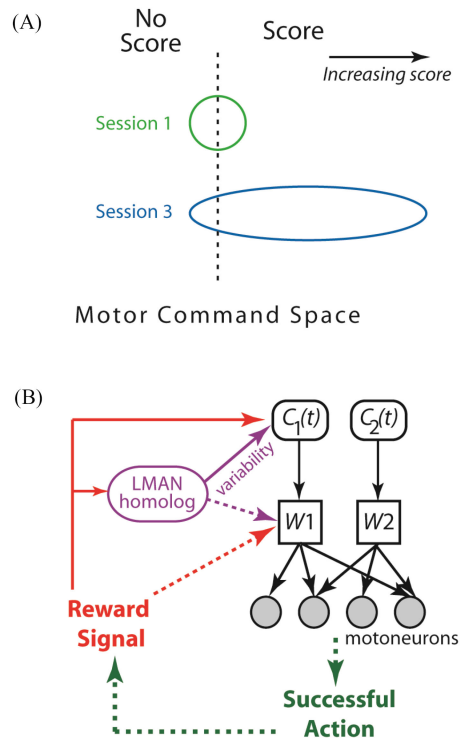 (A)
No
Score
Score
Increasing score
Session 1
Session 3
Motor Command Space
(B)
C1(t)
C2(t)
LMAN
homolog
variability
W1
W2
Reward
Signal
motoneurons
Successful
Action